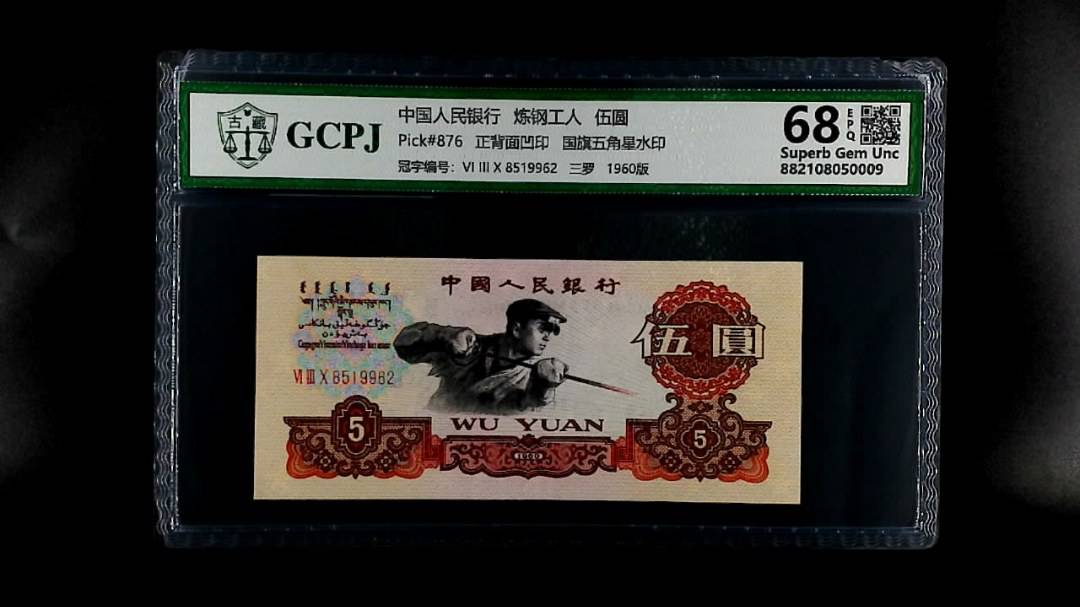 古藏
GCPJ
中国人民银行 炼钢工人 伍圆
Pick#876 正背面凹印 国旗五角星水印
冠字编号: VI III X 8519962 三罗 1960版
68 EPQ
Superb Gem Unc
882108050009
中國人民銀行
VI III X 8519962
伍圓
5
WU YUAN
1960
5